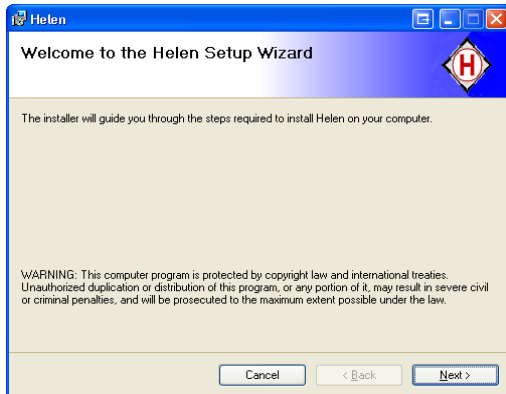 Helen
Welcome to the Helen Setup Wizard
H
The installer will guide you through the steps required to install Helen on your computer.
WARNING: This computer program is protected by copyright law and international treaties.
Unauthorized duplication or distribution of this program, or any portion of it, may result in severe civil
or criminal penalties, and will be prosecuted to the maximum extent possible under the law.
Cancel
< Back
Next >